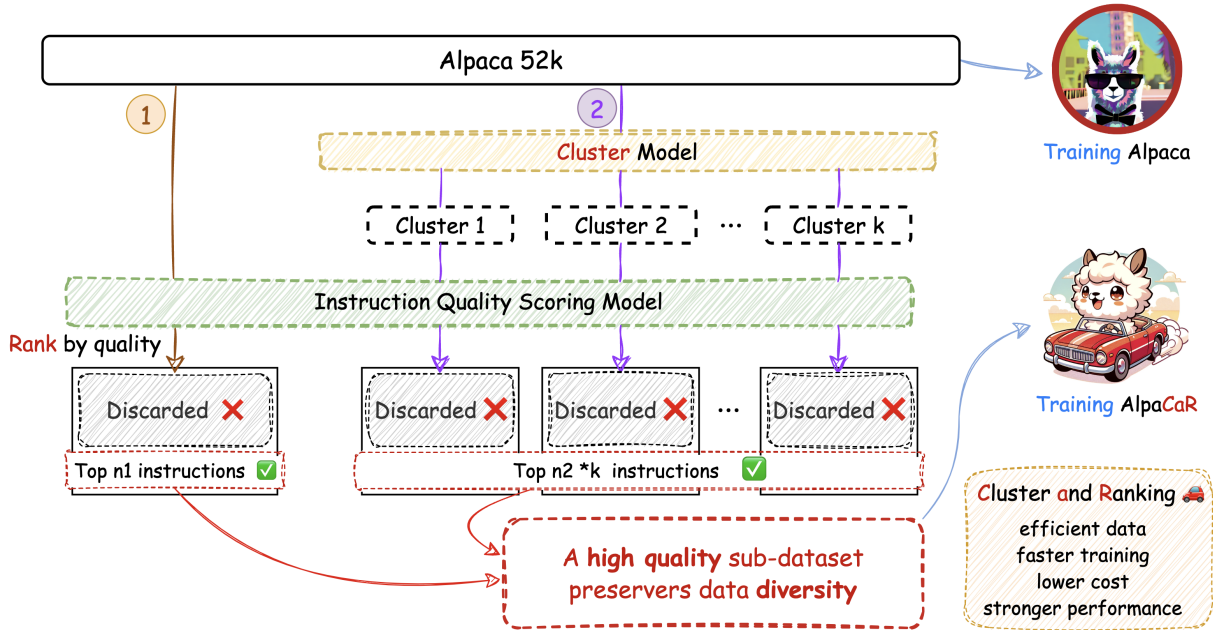 Alpaca 52k
1
2
Training Alpaca
Cluster Model
Cluster 1
Cluster 2
...
Cluster k
Instruction Quality Scoring Model
Rank by quality
Discarded
Discarded
Discarded
...
Discarded
Top n1 instructions
Top n2 *k instructions
Training AlpaCaR
A high quality sub-dataset
preservers data diversity
Cluster and Ranking
efficient data
faster training
lower cost
stronger performance